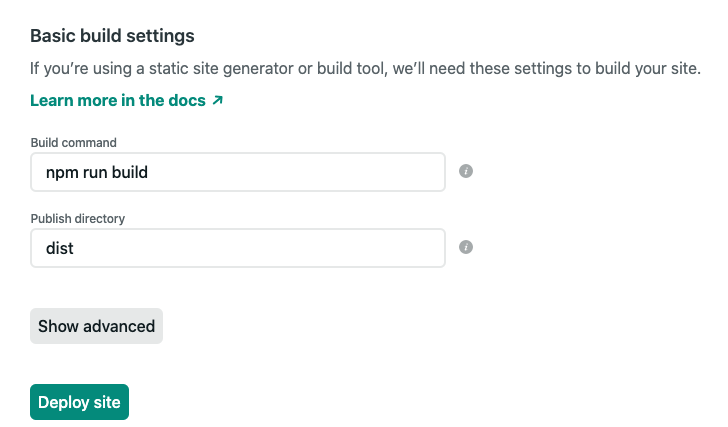 Basic build settings
If you’re using a static site generator or build tool, we’ll need these settings to build your site.
Learn more in the docs ↗
Build command
npm run build
i
Publish directory
dist
i
Show advanced
Deploy site